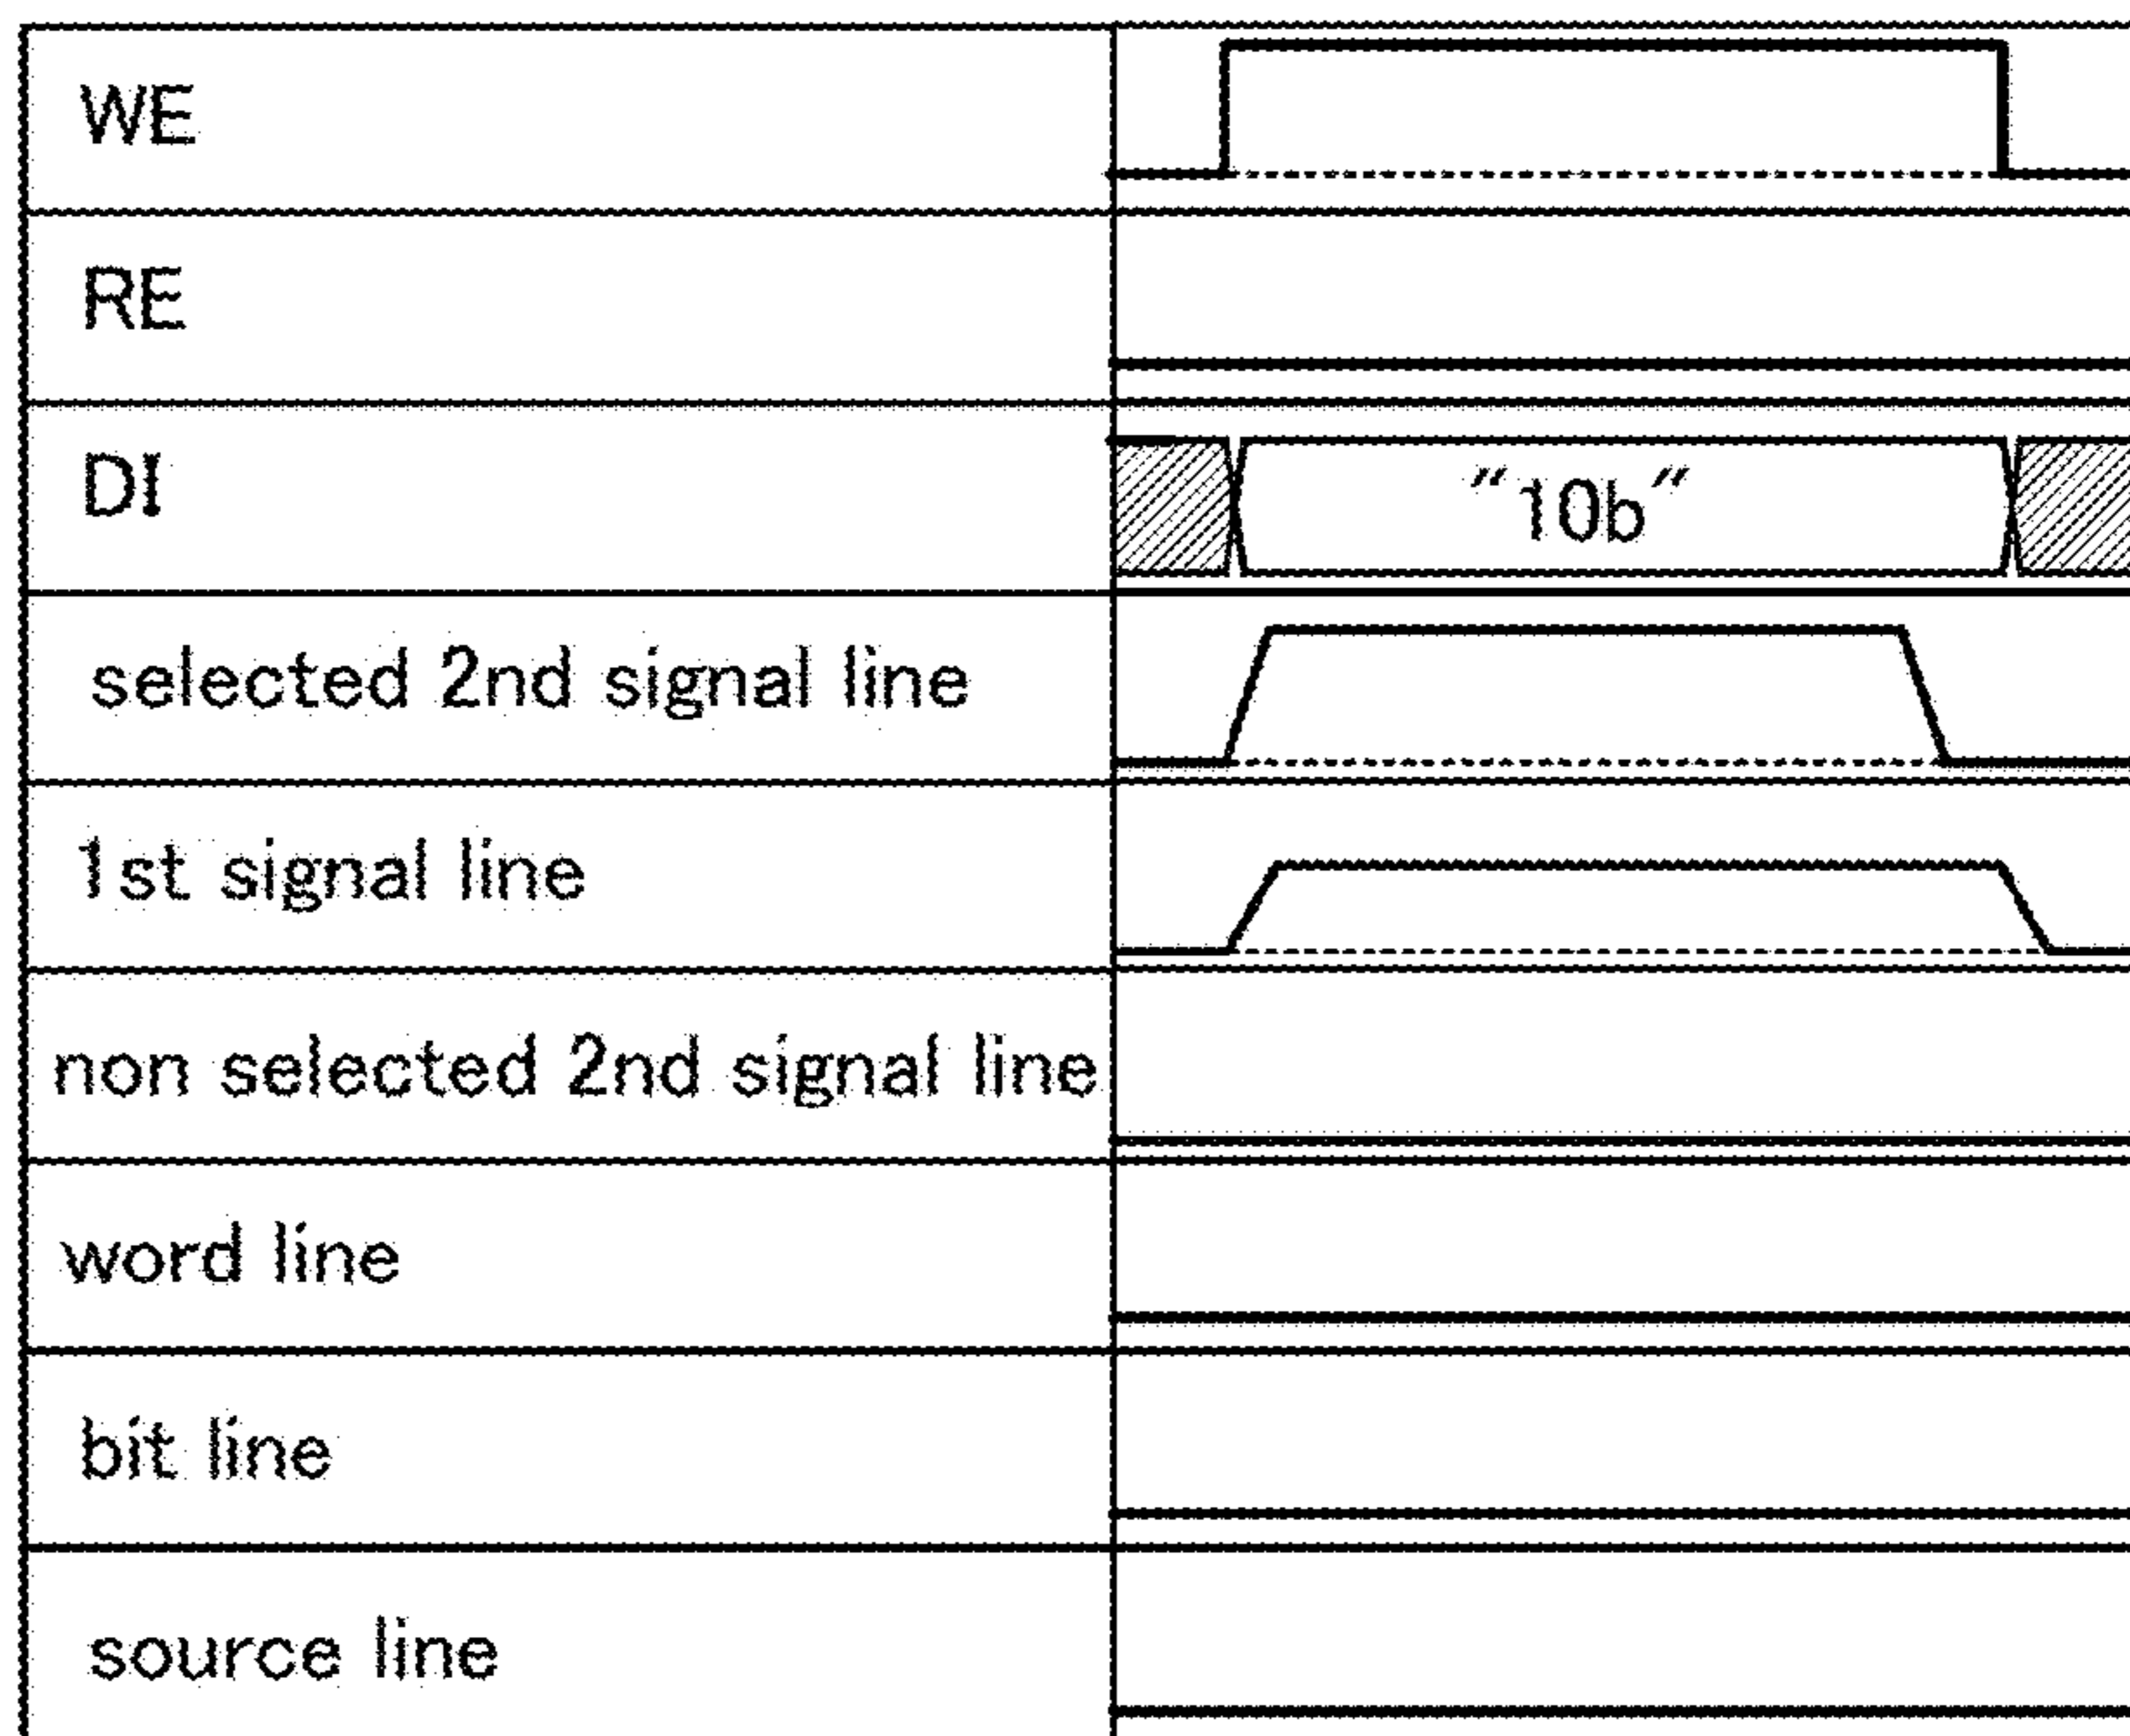 WE
RE
DI
"10b"
selected 2nd signal line
1st signal line
non selected 2nd signal line
word line
bit line
source line